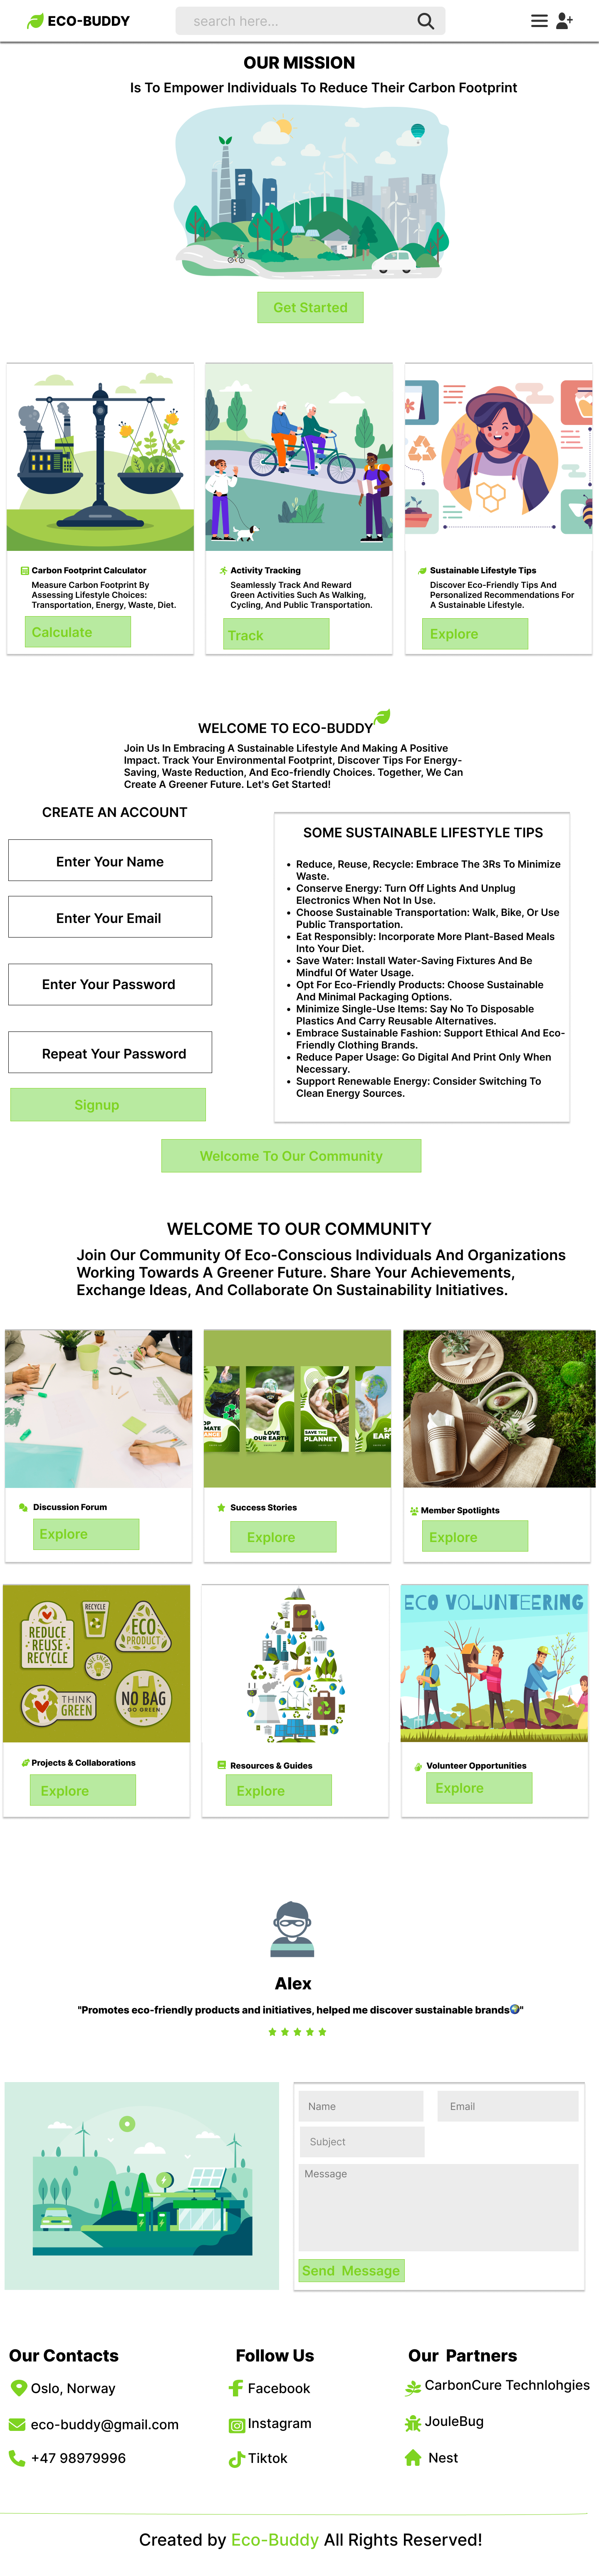 ECO-BUDDY
search here...
OUR MISSION
Is To Empower Individuals To Reduce Their Carbon Footprint
Get Started
Carbon Footprint Calculator
Measure Carbon Footprint By
Assessing Lifestyle Choices:
Transportation, Energy, Waste, Diet.
Calculate
Activity Tracking
Seamlessly Track And Reward
Green Activities Such As Walking,
Cycling, And Public Transportation.
Track
Sustainable Lifestyle Tips
Discover Eco-Friendly Tips And
Personalized Recommendations For
A Sustainable Lifestyle.
Explore
WELCOME TO ECO-BUDDY
Join Us In Embracing A Sustainable Lifestyle And Making A Positive
Impact. Track Your Environmental Footprint, Discover Tips For Energy-
Saving, Waste Reduction, And Eco-friendly Choices. Together, We Can
Create A Greener Future. Let's Get Started!
CREATE AN ACCOUNT
Enter Your Name
Enter Your Email
Enter Your Password
Repeat Your Password
Signup
SOME SUSTAINABLE LIFESTYLE TIPS
• Reduce, Reuse, Recycle: Embrace The 3Rs To Minimize
Waste.
• Conserve Energy: Turn Off Lights And Unplug
Electronics When Not In Use.
• Choose Sustainable Transportation: Walk, Bike, Or Use
Public Transportation.
• Eat Responsibly: Incorporate More Plant-Based Meals
Into Your Diet.
• Save Water: Install Water-Saving Fixtures And Be
Mindful Of Water Usage.
• Opt For Eco-Friendly Products: Choose Sustainable
And Minimal Packaging Options.
• Minimize Single-Use Items: Say No To Disposable
Plastics And Carry Reusable Alternatives.
• Embrace Sustainable Fashion: Support Ethical And Eco-
Friendly Clothing Brands.
• Reduce Paper Usage: Go Digital And Print Only When
Necessary.
• Support Renewable Energy: Consider Switching To
Clean Energy Sources.
Welcome To Our Community
WELCOME TO OUR COMMUNITY
Join Our Community Of Eco-Conscious Individuals And Organizations
Working Towards A Greener Future. Share Your Achievements,
Exchange Ideas, And Collaborate On Sustainability Initiatives.
LOVE
OUR EARTH
SAVE THE
PLANNET
Discussion Forum
Explore
Success Stories
Explore
Member Spotlights
Explore
REDUCE
REUSE
RECYCLE
RECYCLE
ECO
PRODUCT
SAVE ENERGY
THINK
GREEN
NO BAG
GO GREEN
ECO VOLUNTEERING
Projects & Collaborations
Explore
Resources & Guides
Explore
Volunteer Opportunities
Explore
Alex
"Promotes eco-friendly products and initiatives, helped me discover sustainable brands🌍"
Name
Email
Subject
Message
Send Message
Our Contacts
Oslo, Norway
eco-buddy@gmail.com
+47 98979996
Follow Us
Facebook
Instagram
Tiktok
Our Partners
CarbonCure Technlohgies
JouleBug
Nest
Created by Eco-Buddy All Rights Reserved!